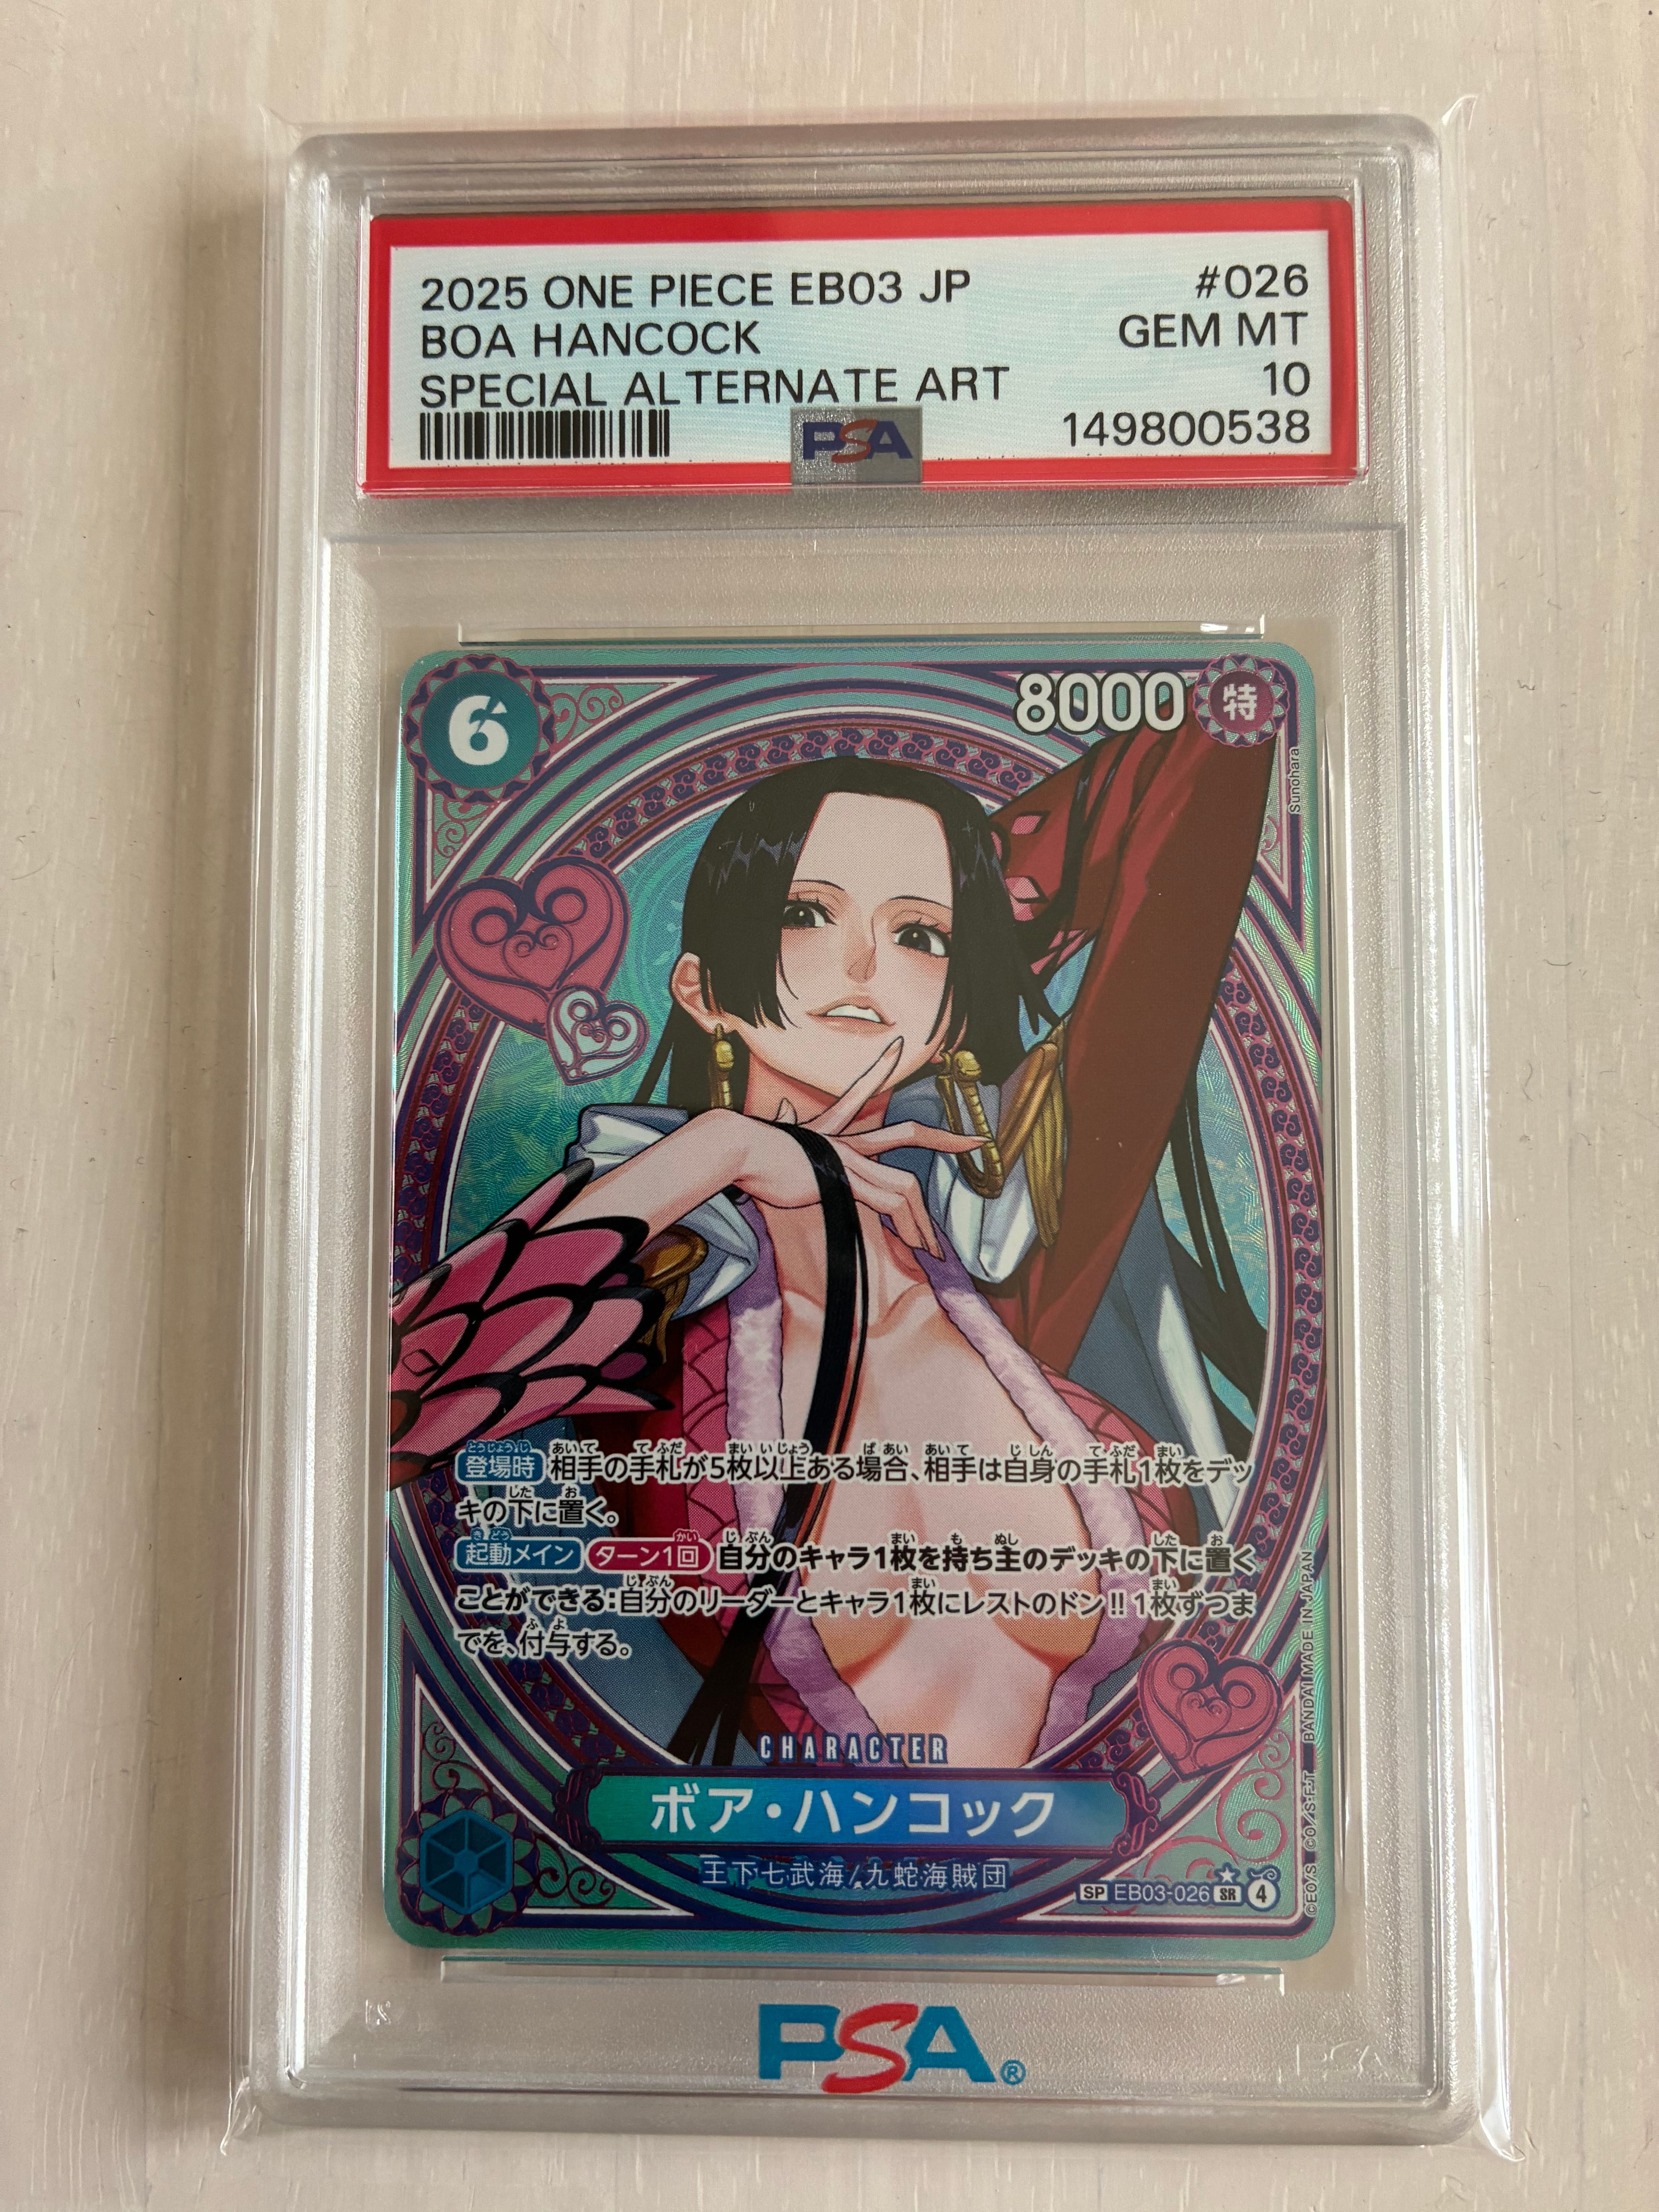 2025 ONE PIECE EB03 JP #026
BOA HANCOCK GEM MT
SPECIAL ALTERNATE ART 10
149800538
PSA
6
8000 特
Sunohara
登場時 相手の手札が5枚以上ある場合、相手は自身の手札1枚をデッ
キの下に置く。
起動メイン ターン1回 自分のキャラ1枚を持ち主のデッキの下に置く
ことができる:自分のリーダーとキャラ1枚にレストのドン!!1枚ずつま
でを、付与する。
CHARACTER
ボア・ハンコック
王下七武海/九蛇海賊団
SP EB03-026 SR 4
©EO/S ©O/S・F・T BANDAI MADE IN JAPAN
PSA®